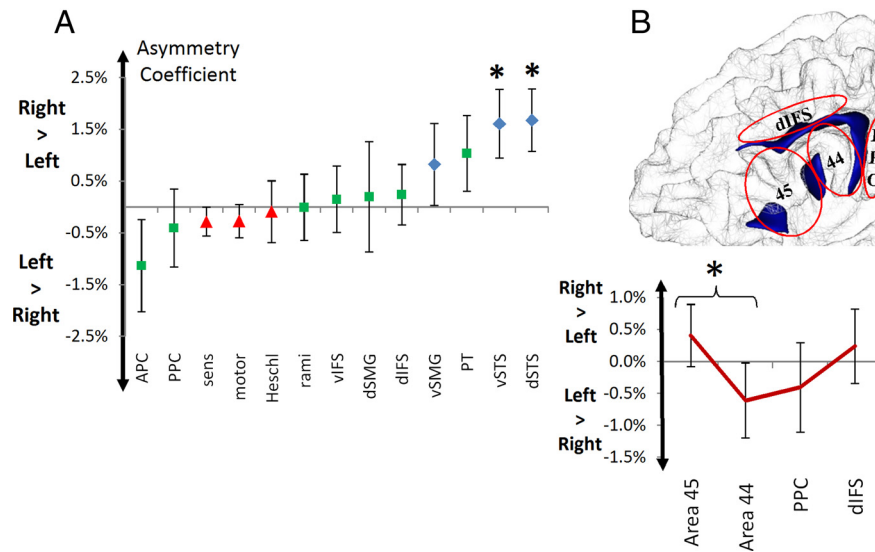 A
Asymmetry
Coefficient
2.5%
1.5%
0.5%
-0.5%
-1.5%
-2.5%
Right
>
Left
Left
>
Right
*
*
APC
PPC
sens
motor
Heschl
rami
vIFS
dSMG
dIFS
vSMG
PT
vSTS
dSTS
B
dIFS
44
45
*
Right
>
Left
Left
>
Right
1.0%
0.5%
0.0%
-0.5%
-1.0%
-1.5%
Area 45
Area 44
PPC
dIFS